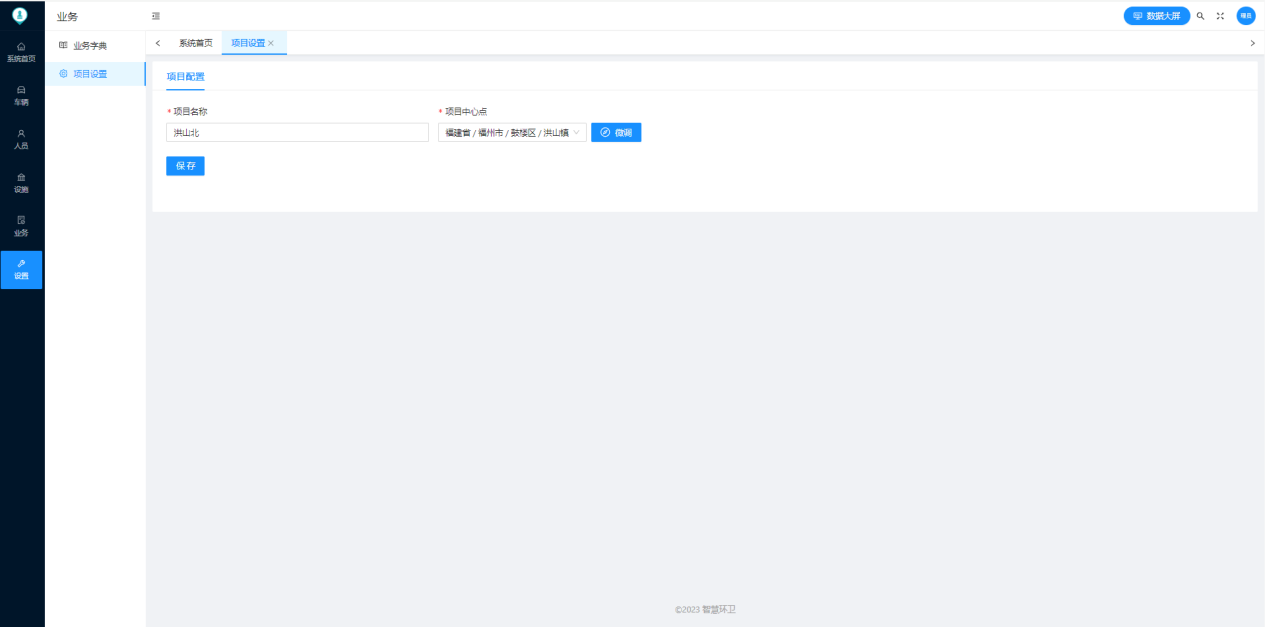 业务
数据大屏
理员
系统首页
车辆
人员
设施
业务
设置
业务字典
项目设置
系统首页
项目设置
项目配置
* 项目名称
* 项目中心点
洪山北
福建省 / 福州市 / 鼓楼区 / 洪山镇
微调
保存
©2023 智慧环卫